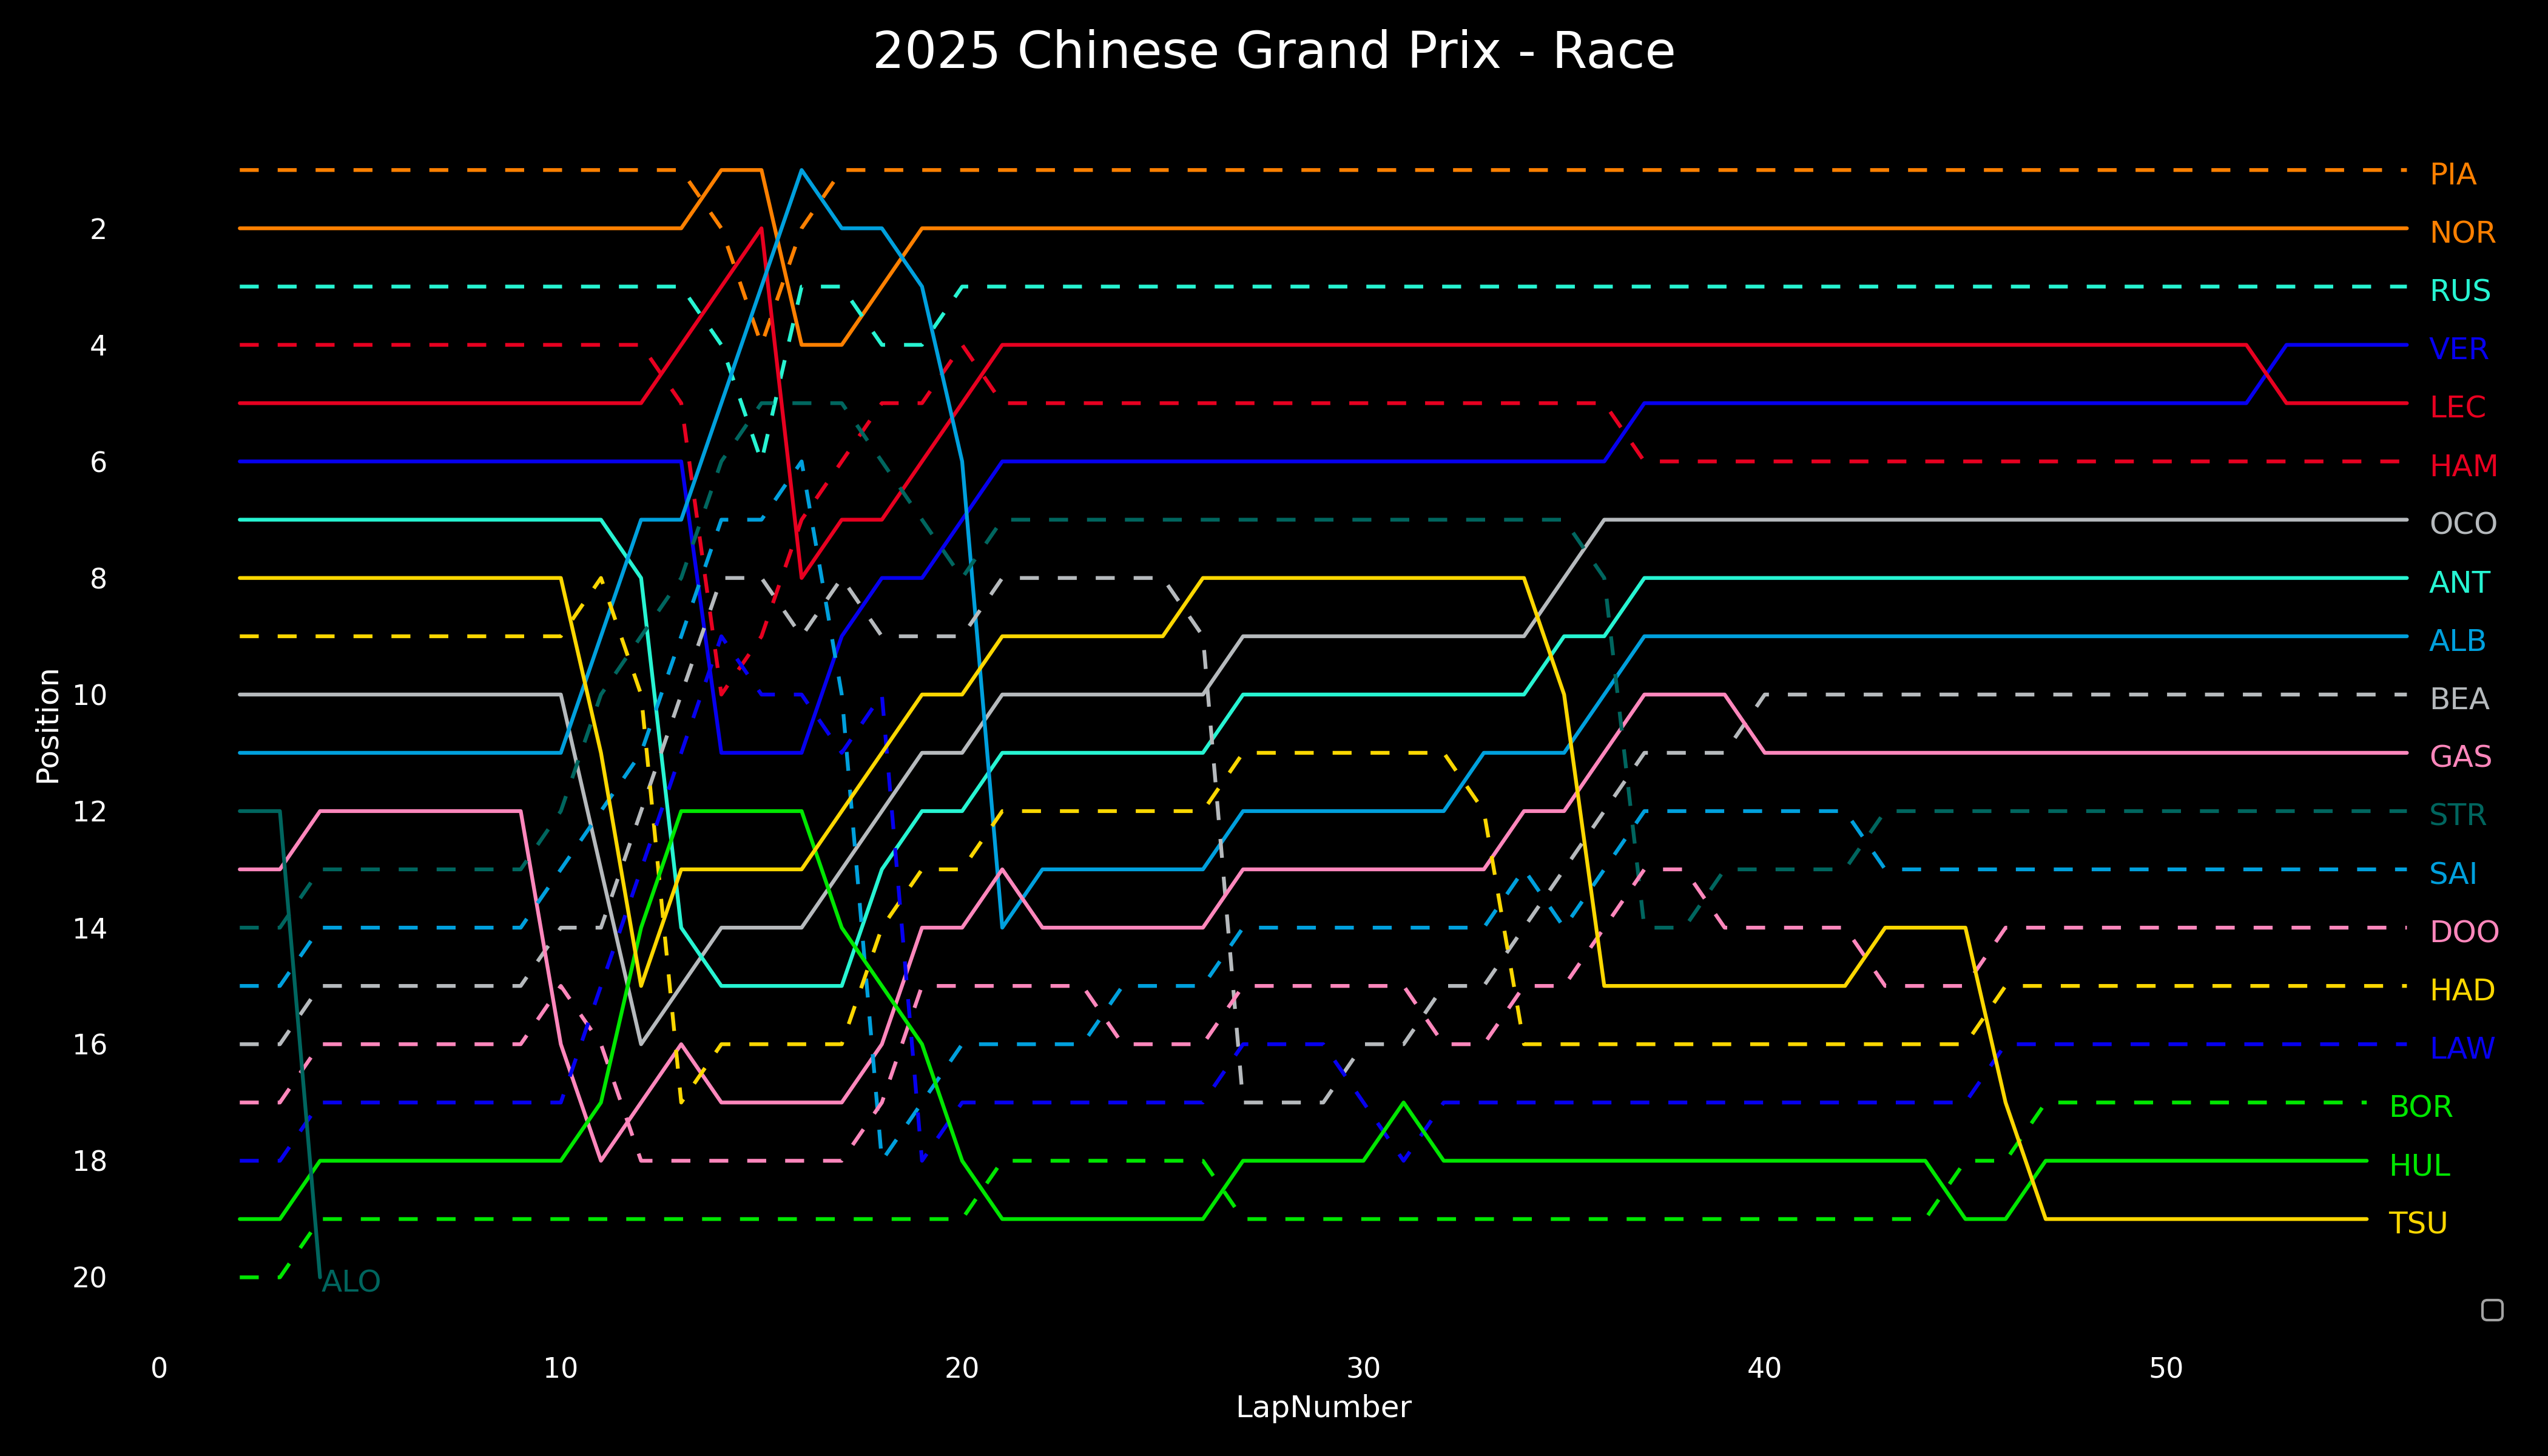 2025 Chinese Grand Prix - Race
PIA
2
NOR
RUS
4
VER
LEC
6
HAM
OCO
8
ANT
ALB
Position
10
BEA
GAS
12
STR
SAI
14
DOO
HAD
16
LAW
BOR
18
HUL
TSU
20
ALO
0
10
20
30
40
50
LapNumber